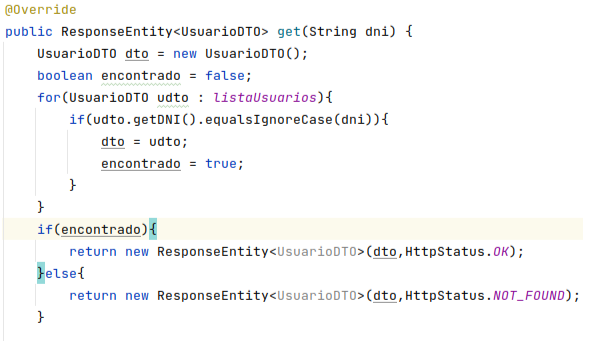 @Override
public ResponseEntity<UsuarioDTO> get(String dni) {
    UsuarioDTO dto = new UsuarioDTO();
    boolean encontrado = false;
    for(UsuarioDTO udto : listaUsuarios){
        if(udto.getDNI().equalsIgnoreCase(dni)){
            dto = udto;
            encontrado = true;
        }
    }
    if(encontrado){
        return new ResponseEntity<UsuarioDTO>(dto,HttpStatus.OK);
    }else{
        return new ResponseEntity<UsuarioDTO>(dto,HttpStatus.NOT_FOUND);
    }